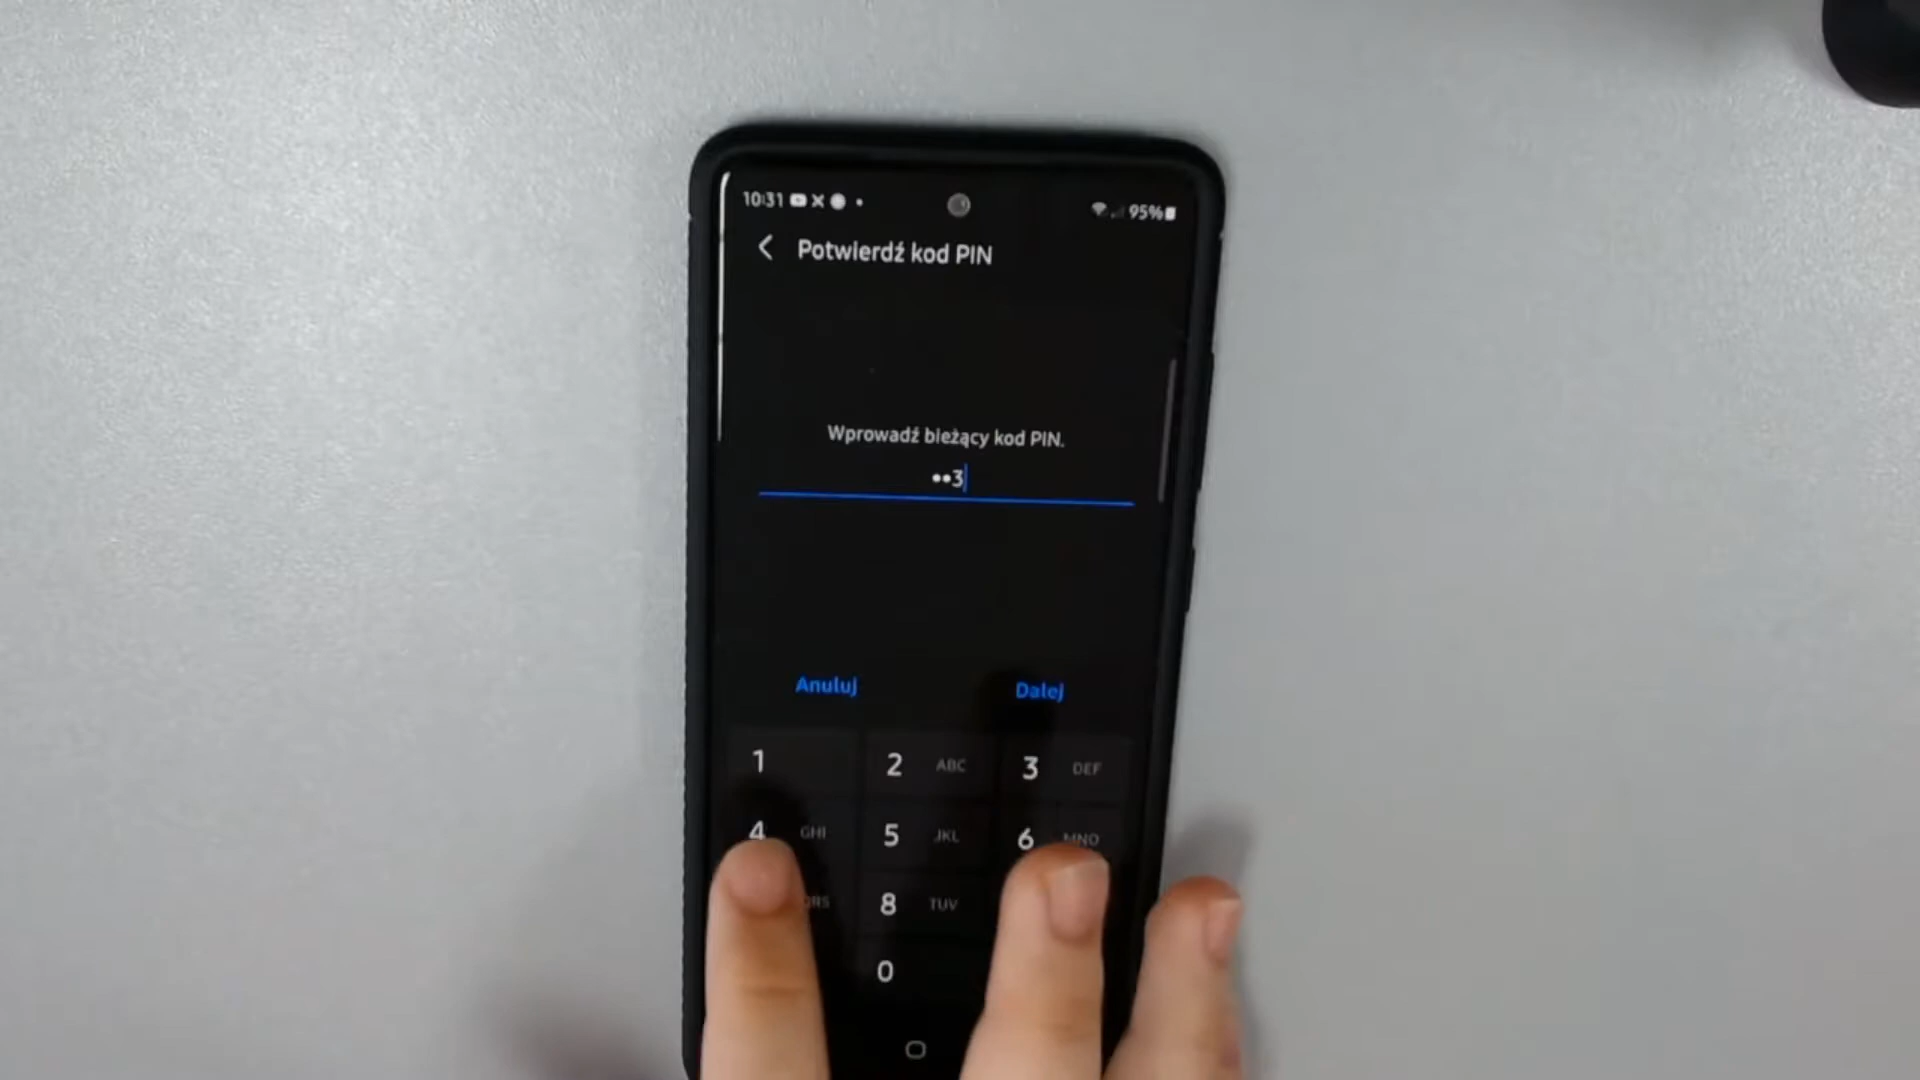 10:31
95%
Potwierdź kod PIN
Wprowadź bieżący kod PIN.
••3
Anuluj Dalej
1 2 ABC 3 DEF
4 GHI 5 JKL 6 MNO
8 TUV
0